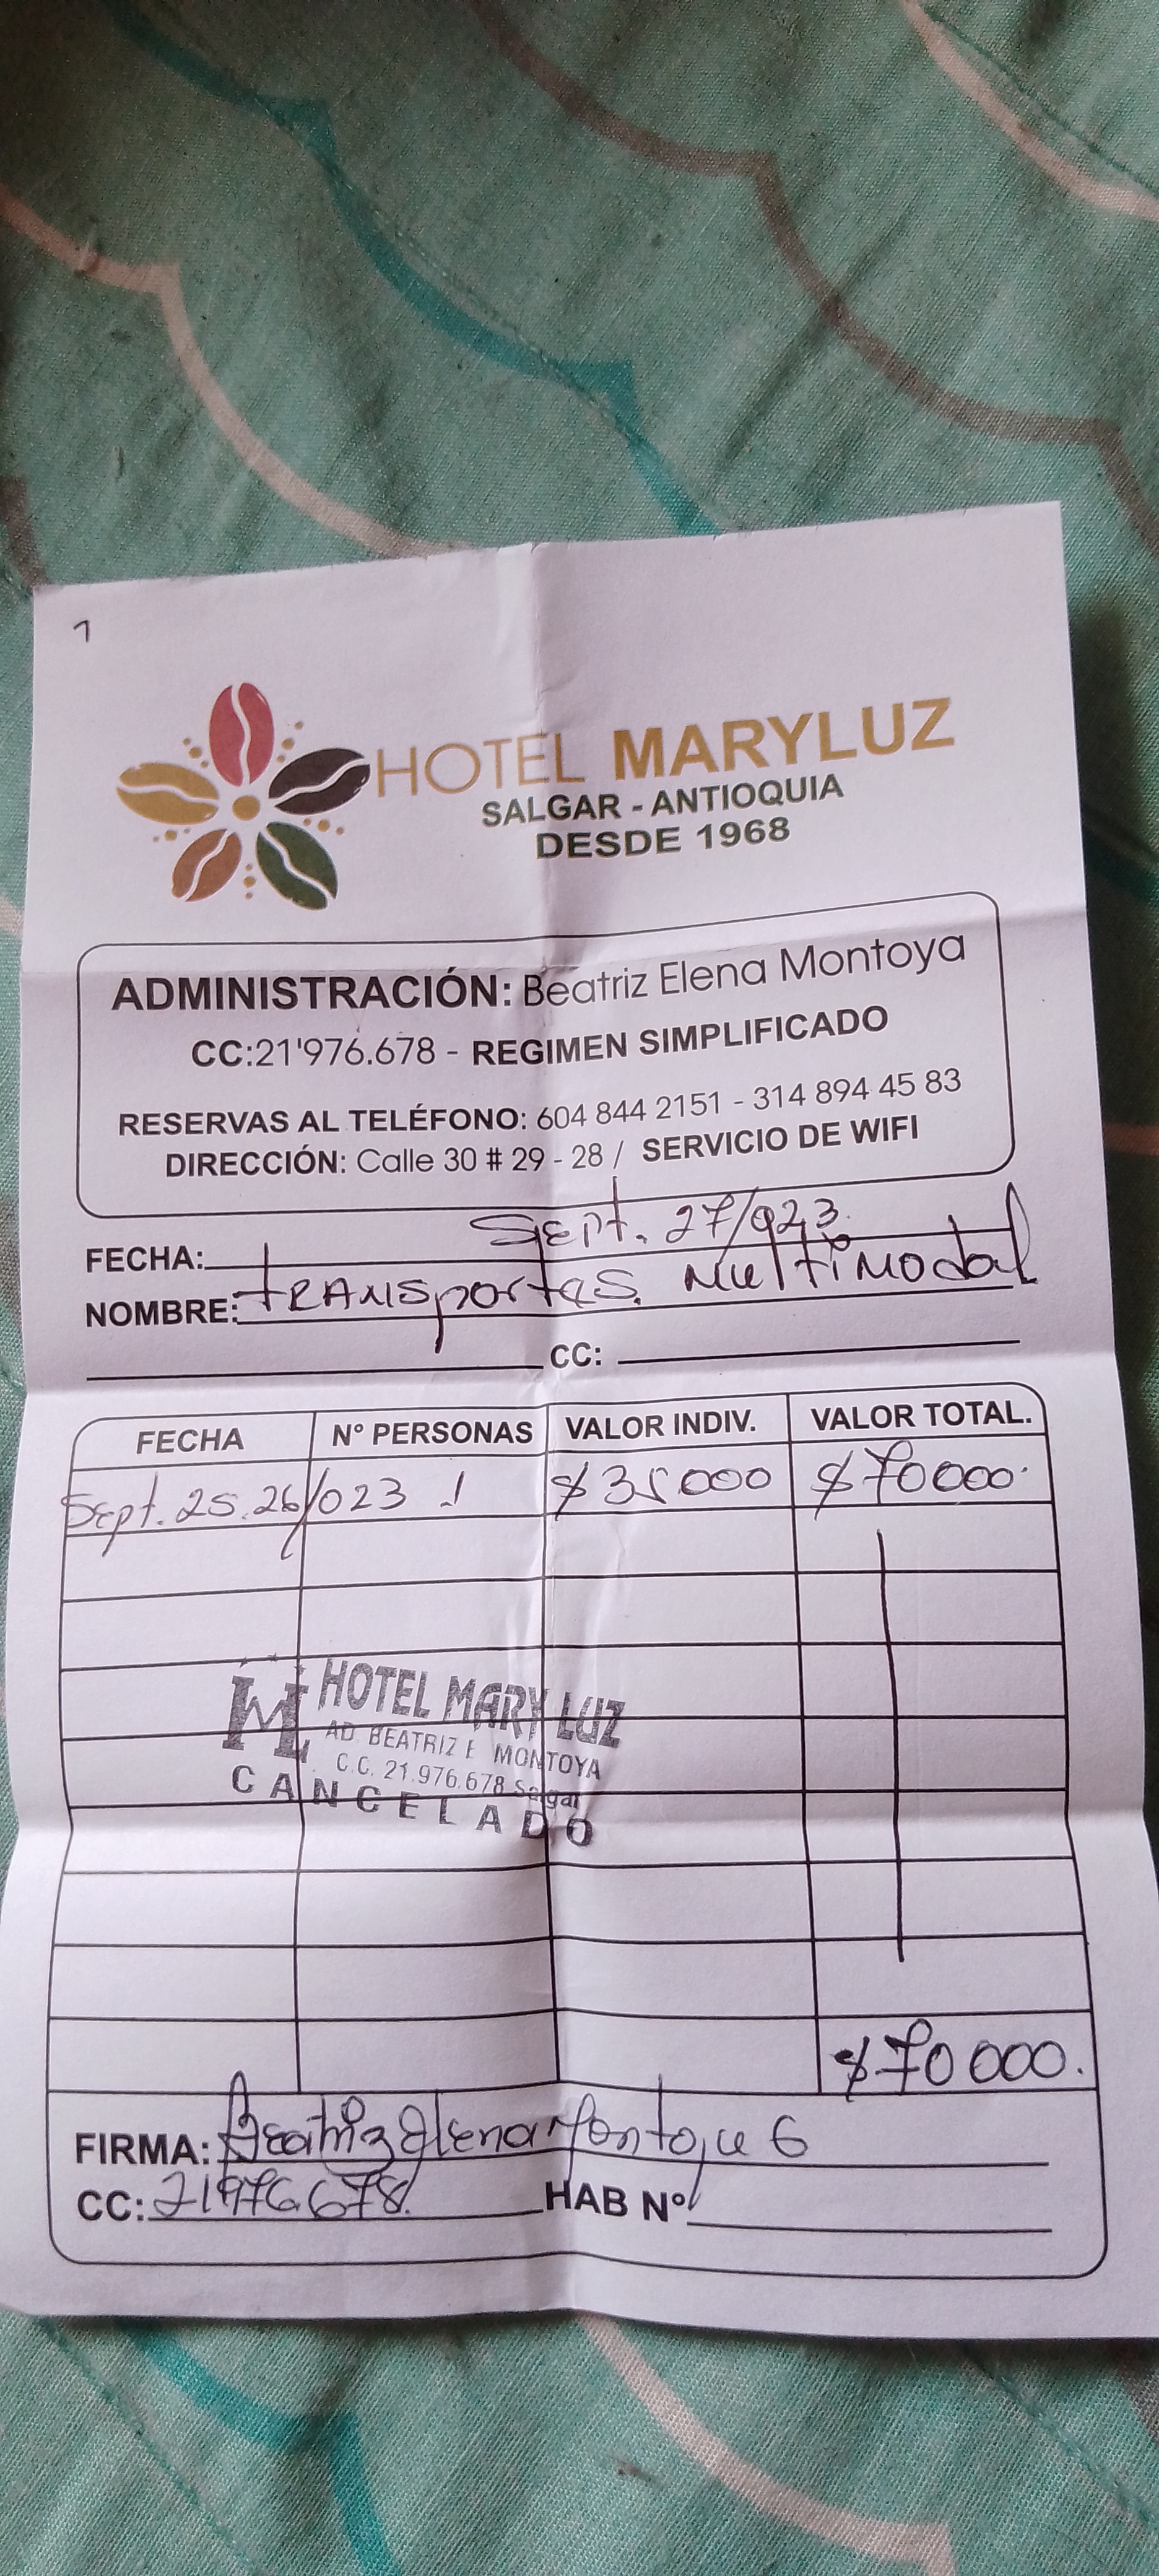 1
HOTEL MARYLUZ
SALGAR - ANTIOQUIA
DESDE 1968
ADMINISTRACIÓN: Beatriz Elena Montoya
CC:21'976.678 - REGIMEN SIMPLIFICADO
RESERVAS AL TELÉFONO: 604 844 2151 - 314 894 45 83
DIRECCIÓN: Calle 30 # 29 - 28 / SERVICIO DE WIFI
FECHA: Sept. 27/023
NOMBRE: transportes Multimodal
CC:
FECHA Nº PERSONAS VALOR INDIV. VALOR TOTAL.
Sept. 25.26/023 1 $35000 $70000
HOTEL MARY LUZ
AD BEATRIZ E MONTOYA
C.C. 21.976.678 Salgar
CANCELADO
$70000.
FIRMA: Beatriz Elena Montoya G
CC: 21976678 HAB Nº